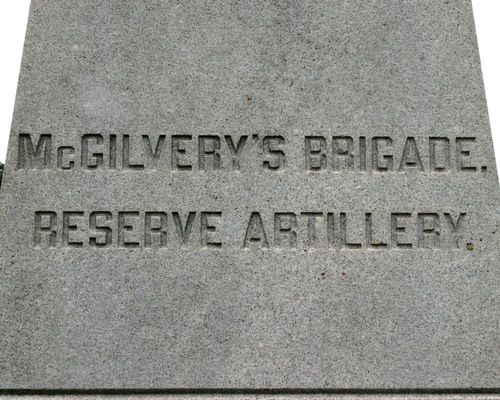 McGILVERY'S BRIGADE,
RESERVE ARTILLERY.